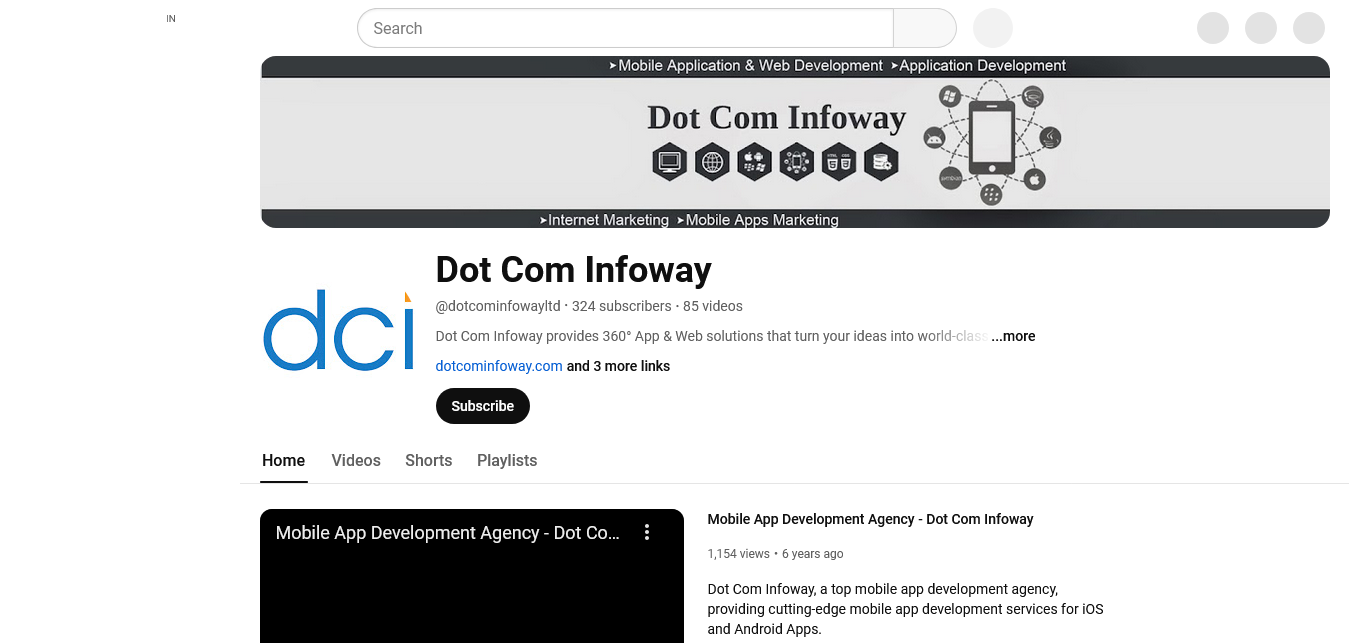 IN
Search
➤Mobile Application & Web Development ➤Application Development
Dot Com Infoway
HTML CSS
➤Internet Marketing ➤Mobile Apps Marketing
dci
Dot Com Infoway
@dotcominfowayltd • 324 subscribers • 85 videos
Dot Com Infoway provides 360° App & Web solutions that turn your ideas into world-class ...more
dotcominfoway.com and 3 more links
Subscribe
Home Videos Shorts Playlists
Mobile App Development Agency - Dot Co...
Mobile App Development Agency - Dot Com Infoway
1,154 views • 6 years ago
Dot Com Infoway, a top mobile app development agency,
providing cutting-edge mobile app development services for iOS
and Android Apps.